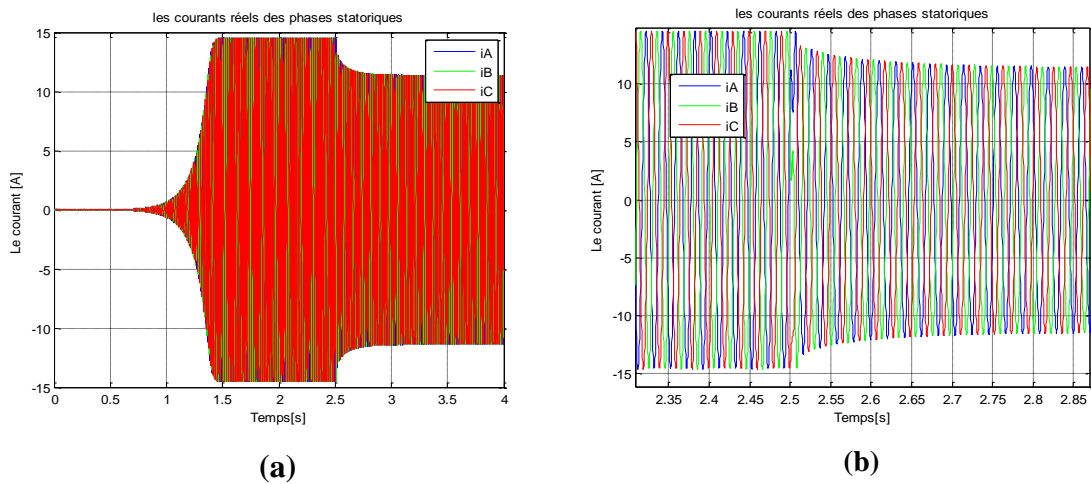 les courants réels des phases statoriques
15
10
5
0
-5
-10
-15
Le courant [A]
iA
iB
iC
0 0.5 1 1.5 2 2.5 3 3.5 4
Temps[s]
(a)
les courants réels des phases statoriques
10
5
0
-5
-10
-15
Le courant [A]
iA
iB
iC
2.35 2.4 2.45 2.5 2.55 2.6 2.65 2.7 2.75 2.8 2.85
Temps[s]
(b)